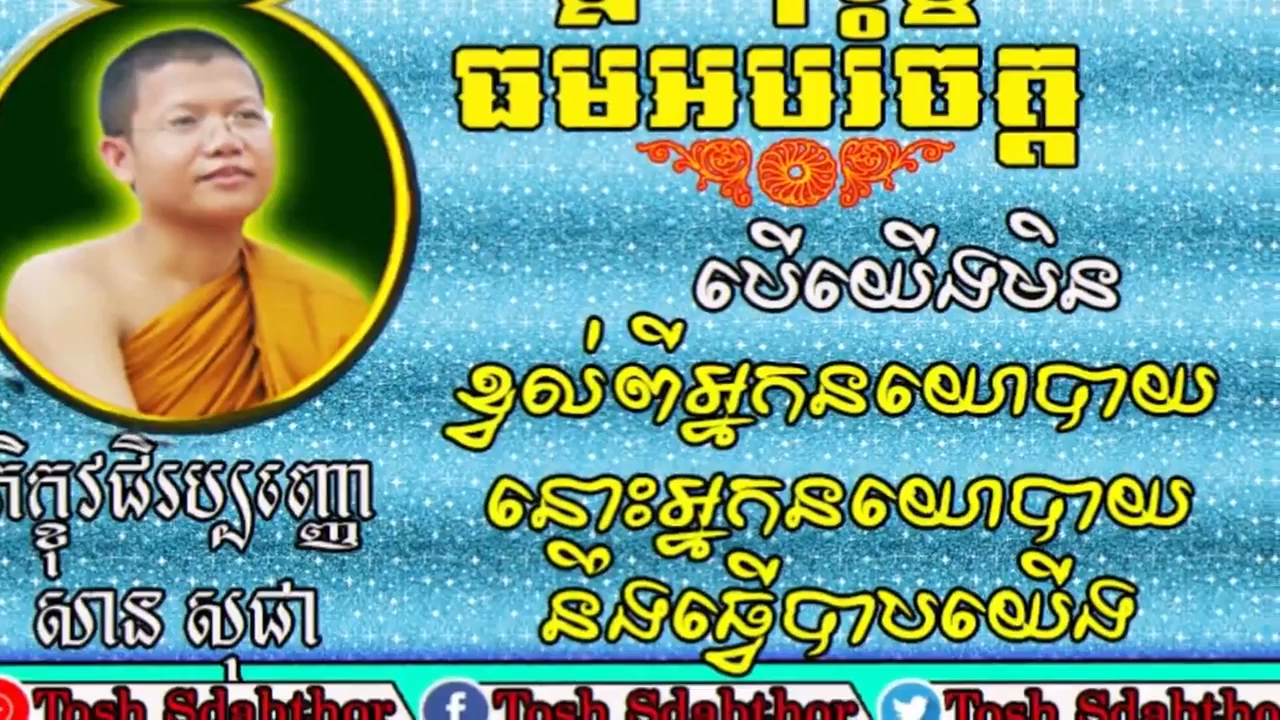 ធម៌អប់រំចិត្ត
បើយើងមិន
ខ្វល់ពីអ្នកនយោបាយ
នោះអ្នកនយោបាយ
នឹងធ្វើបាបយើង
ភិក្ខុវជិរប្បញ្ញោ
សាន សុជា
Tosh Sdabthor Tosh Sdabthor Tosh Sdabtho